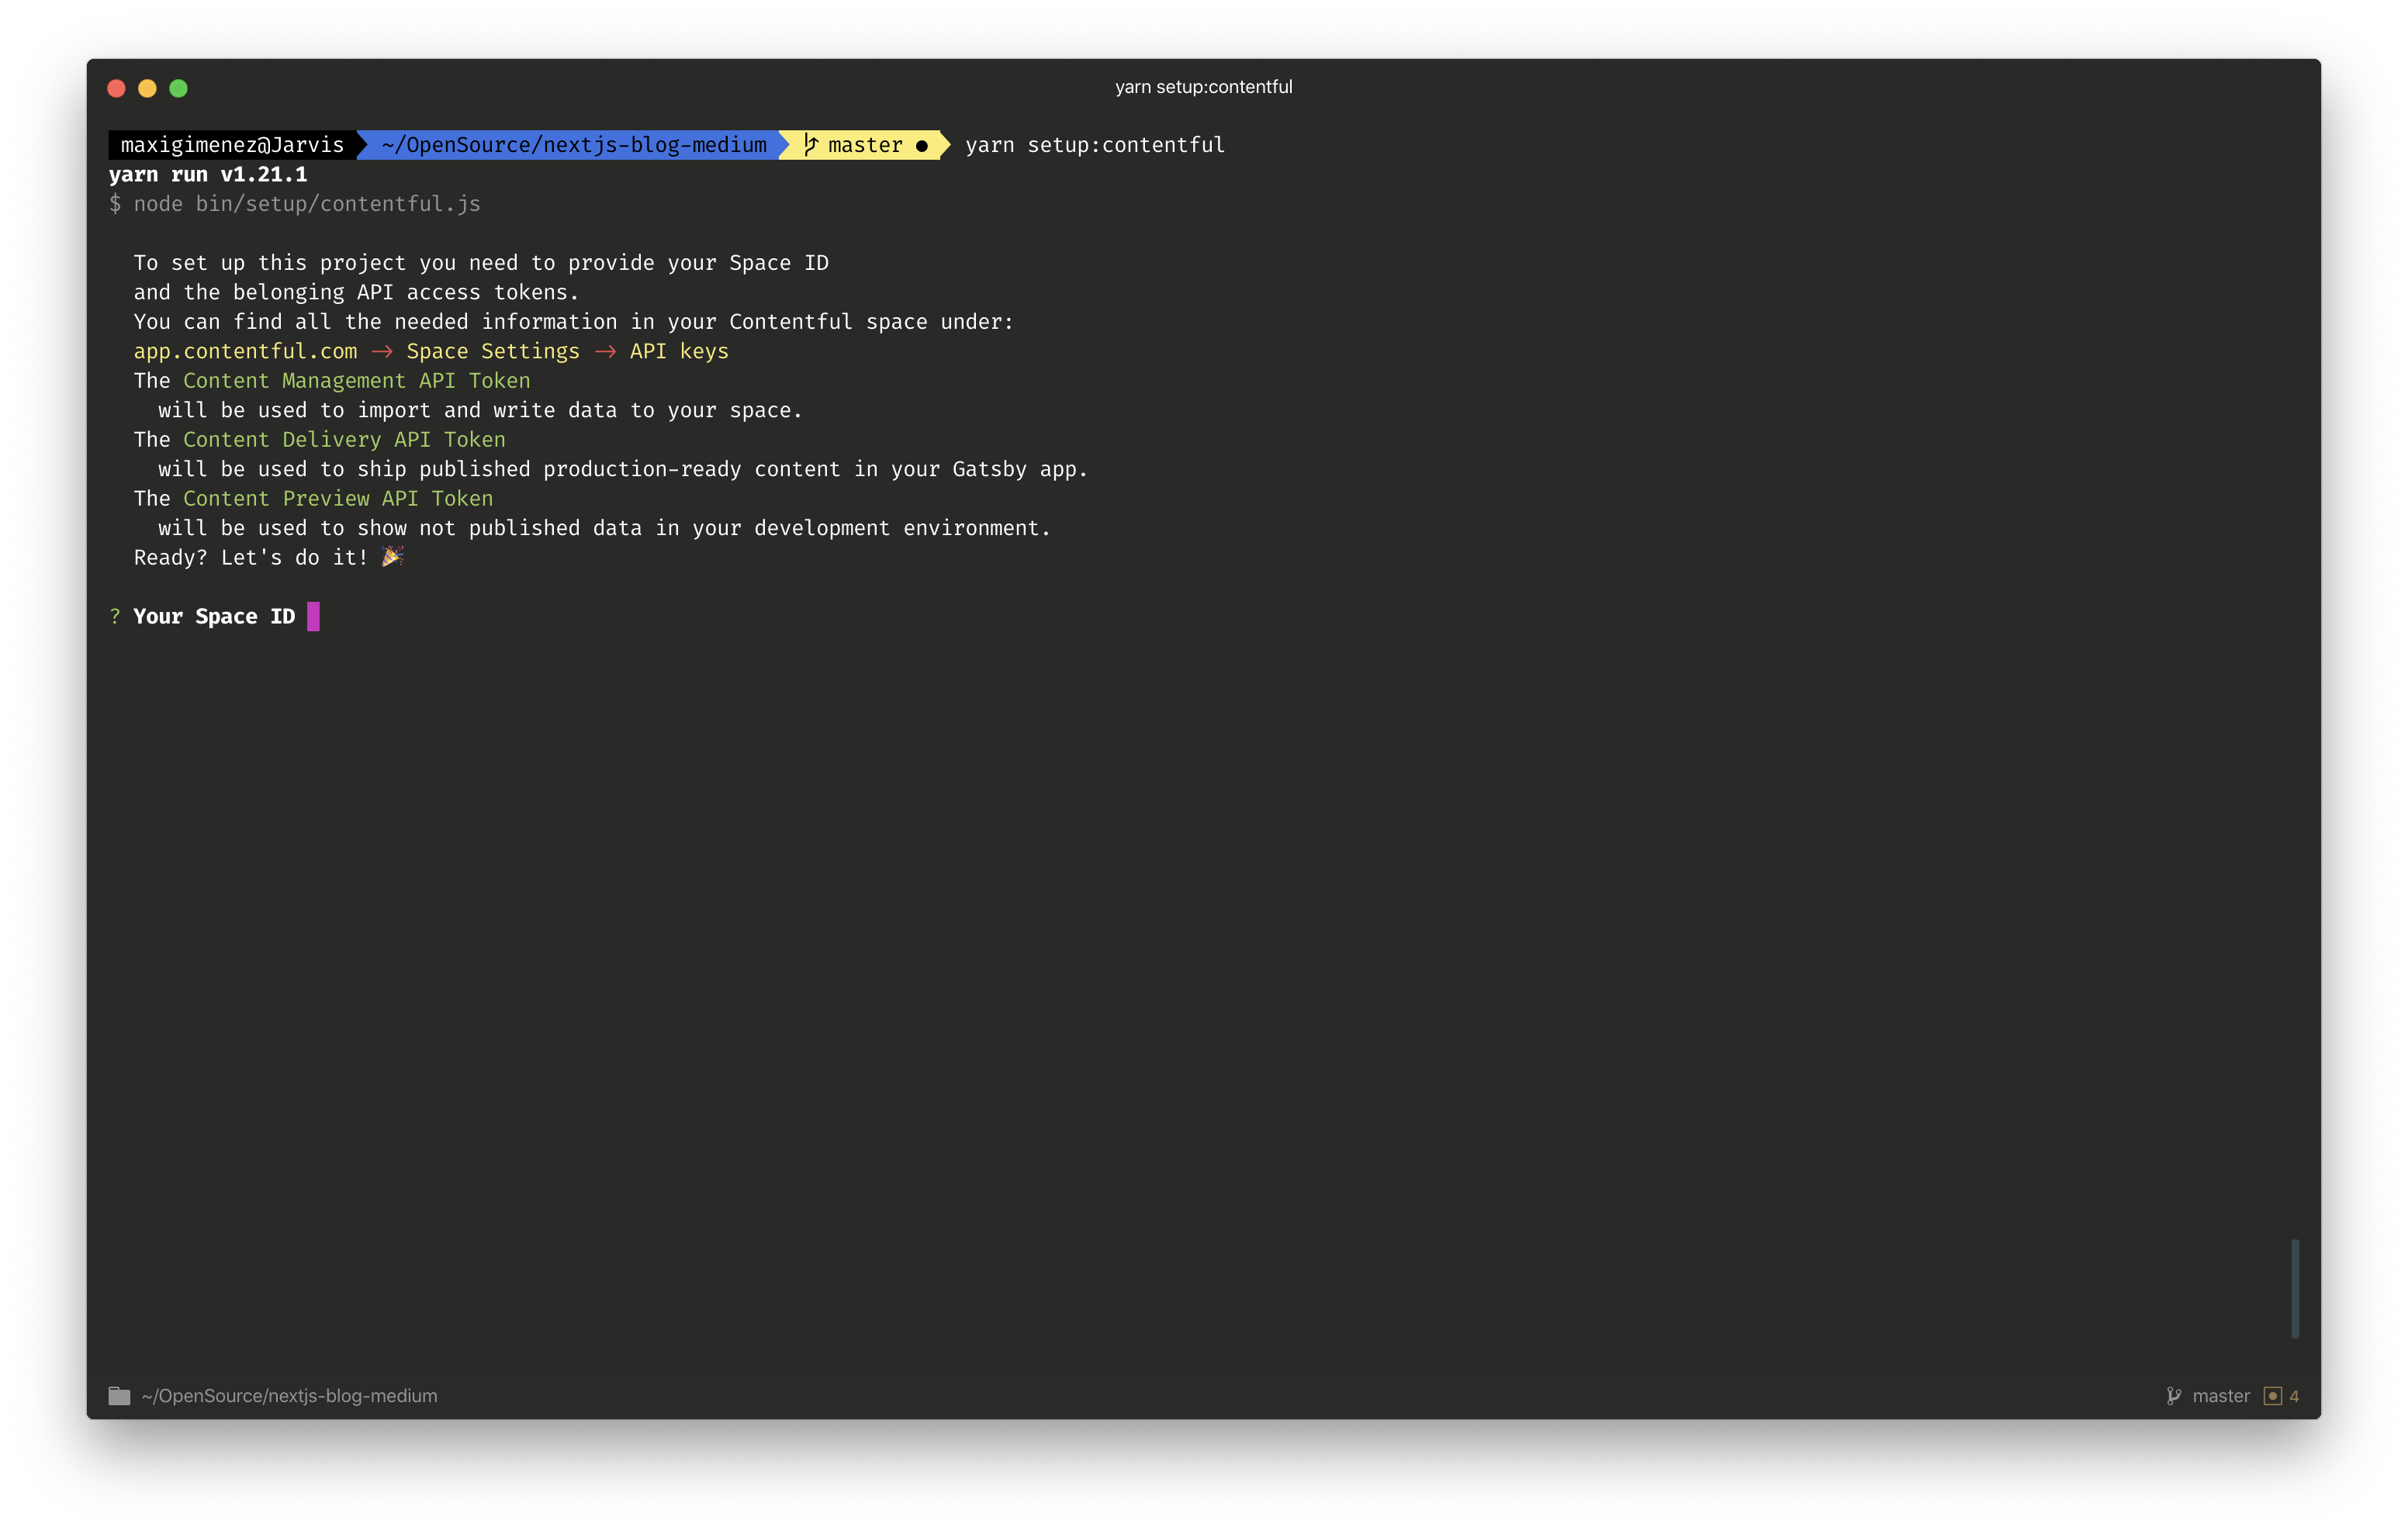 yarn setup:contentful
maxigimenez@Jarvis ~/OpenSource/nextjs-blog-medium master ● yarn setup:contentful
yarn run v1.21.1
$ node bin/setup/contentful.js
To set up this project you need to provide your Space ID
and the belonging API access tokens.
You can find all the needed information in your Contentful space under:
app.contentful.com -> Space Settings -> API keys
The Content Management API Token
will be used to import and write data to your space.
The Content Delivery API Token
will be used to ship published production-ready content in your Gatsby app.
The Content Preview API Token
will be used to show not published data in your development environment.
Ready? Let's do it! 🎉
? Your Space ID
~/OpenSource/nextjs-blog-medium
master 4